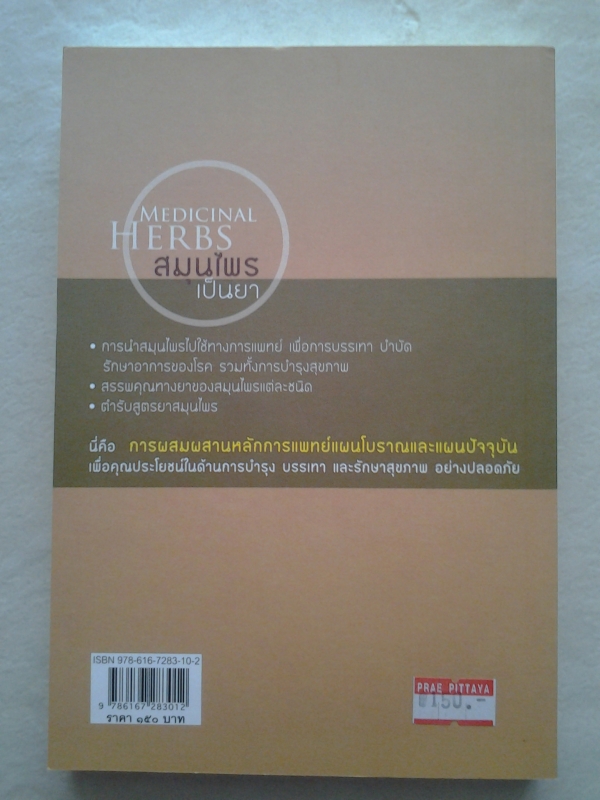 MEDICINAL
HERBS
สมุนไพร
เป็นยา
• การนำสมุนไพรไปใช้ทางการแพทย์ เพื่อการบรรเทา บำบัด
รักษาอาการของโรค รวมทั้งการบำรุงสุขภาพ
• สรรพคุณทางยาของสมุนไพรแต่ละชนิด
• ตำรับสูตรยาสมุนไพร
นี่คือ การผสมผสานหลักการแพทย์แผนโบราณและแผนปัจจุบัน
เพื่อคุณประโยชน์ในด้านการบำรุง บรรเทา และรักษาสุขภาพ อย่างปลอดภัย
ISBN 978-616-7283-10-2
9 786167 283012
ราคา ๑๕๐ บาท
PRAE PITTAYA
150.